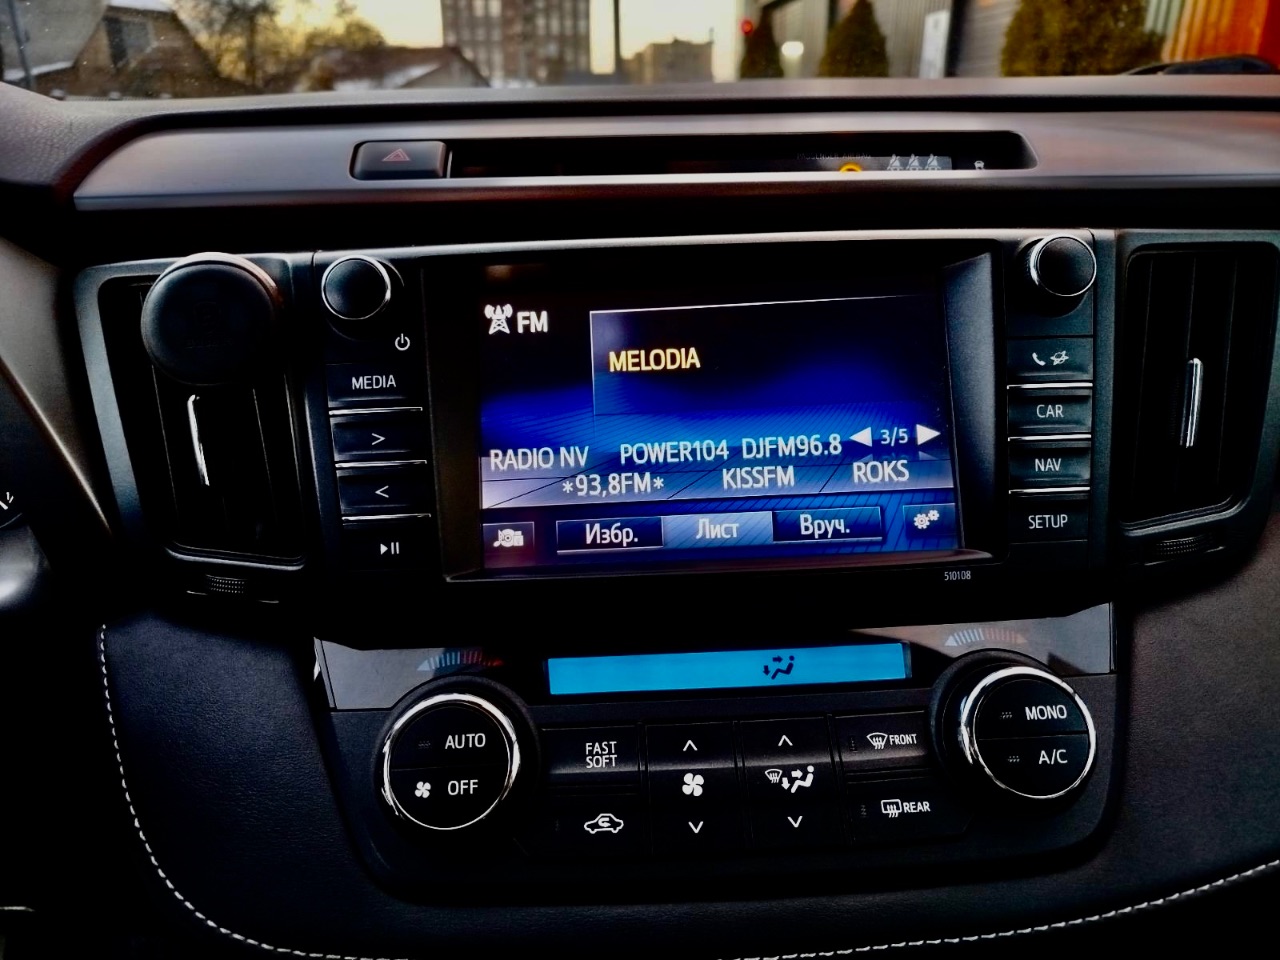 FM
MELODIA
MEDIA
>
<
CAR
NAV
SETUP
RADIO NV POWER104 DJFM96.8 3/5
*93,8FM* KISSFM ROKS
Избр. Лист Вруч.
510108
AUTO
OFF
FAST
SOFT
FRONT
REAR
MONO
A/C